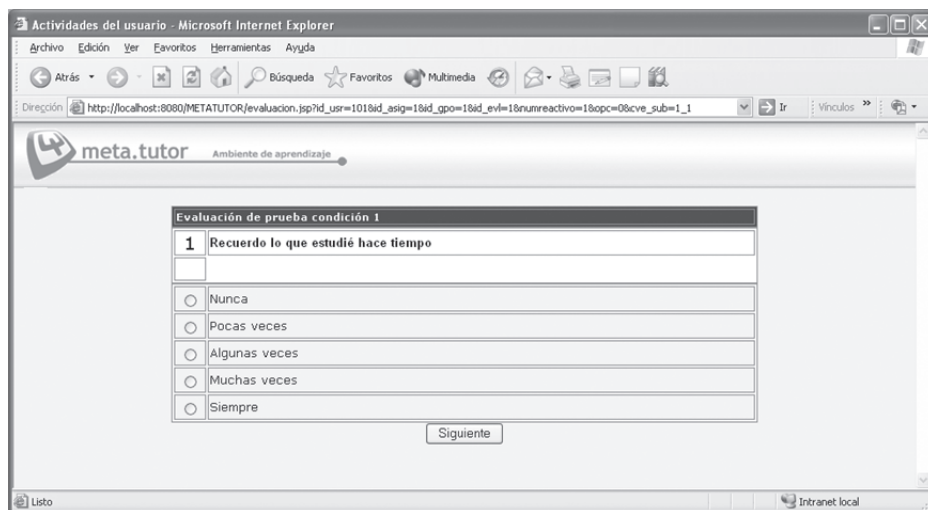 Actividades del usuario - Microsoft Internet Explorer
Archivo Edición Ver Favoritos Herramientas Ayuda
Atrás Búsqueda Favoritos Multimedia
Dirección http://localhost:8080/METATUTOR/evaluacion.jsp?id_usr=101&id_asig=1&id_gpo=1&id_evl=1&numreactivo=1&opc=0&cve_sub=1_1 Ir Vínculos »
meta.tutor Ambiente de aprendizaje
Evaluación de prueba condición 1
1 Recuerdo lo que estudié hace tiempo
Nunca
Pocas veces
Algunas veces
Muchas veces
Siempre
Siguiente
Listo Intranet local